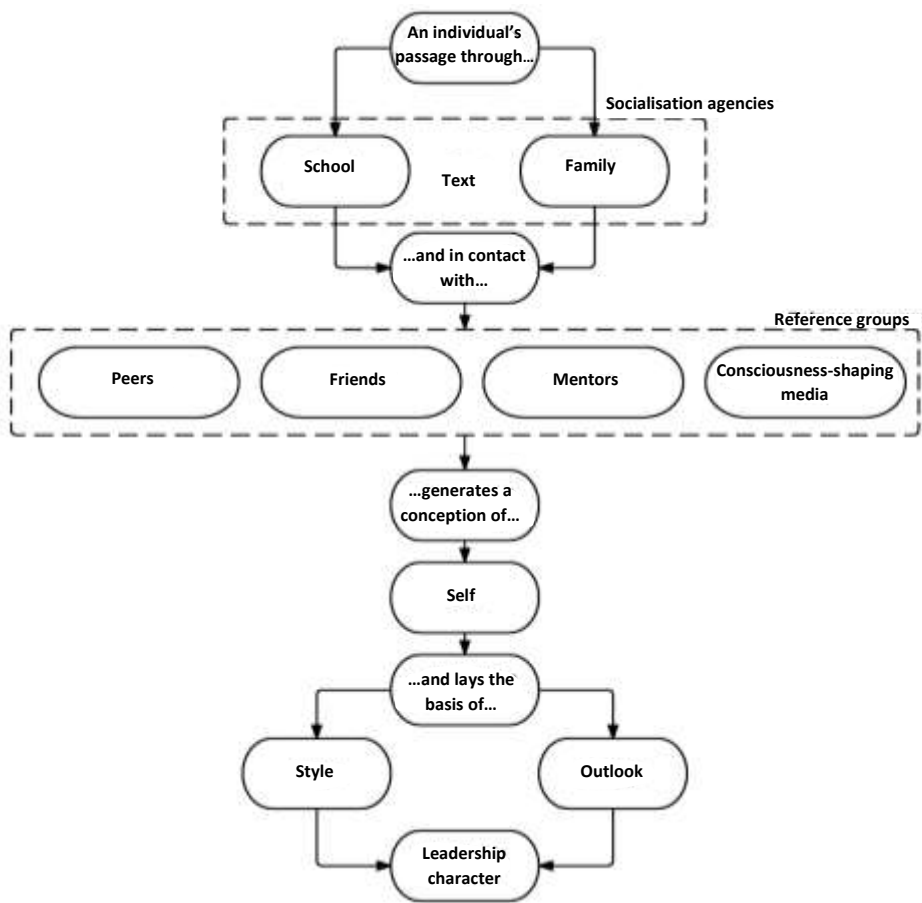 An individual’s
passage through…
Socialisation agencies
School
Text
Family
…and in contact
with…
Reference groups
Peers
Friends
Mentors
Consciousness-shaping
media
…generates a
conception of…
Self
…and lays the
basis of…
Style
Outlook
Leadership
character